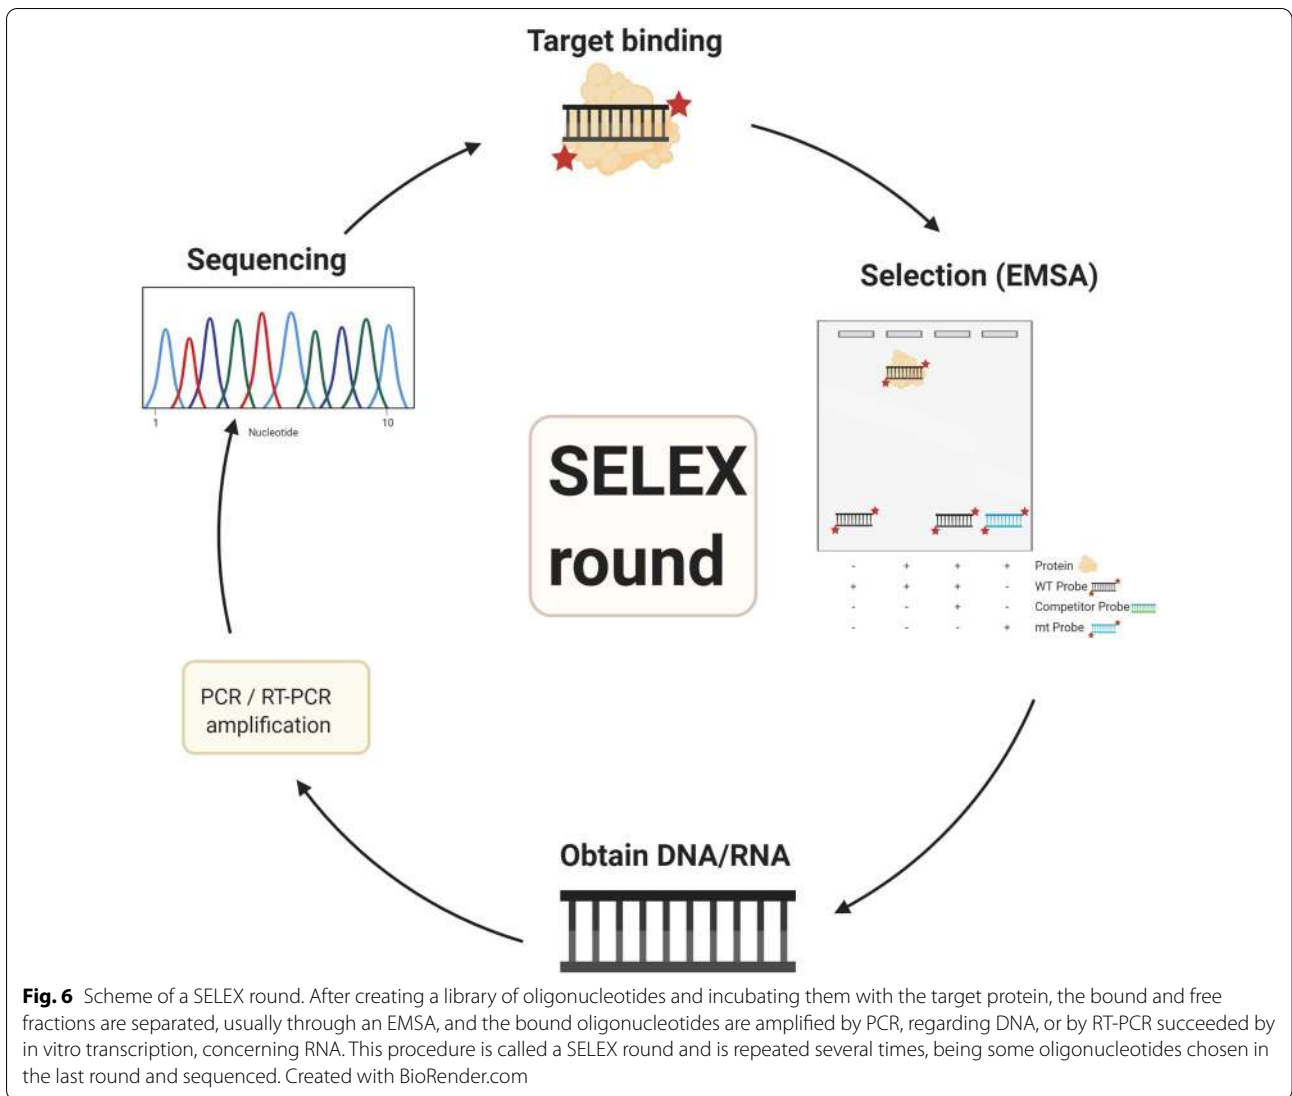 Target binding
Sequencing
Selection (EMSA)
1
10
Nucleotide
SELEX
round
- + + + Protein
+ + + - WT Probe
- - + - Competitor Probe
- - - + mt Probe
PCR / RT-PCR
amplification
Obtain DNA/RNA
Fig. 6 Scheme of a SELEX round. After creating a library of oligonucleotides and incubating them with the target protein, the bound and free
fractions are separated, usually through an EMSA, and the bound oligonucleotides are amplified by PCR, regarding DNA, or by RT-PCR succeeded by
in vitro transcription, concerning RNA. This procedure is called a SELEX round and is repeated several times, being some oligonucleotides chosen in
the last round and sequenced. Created with BioRender.com